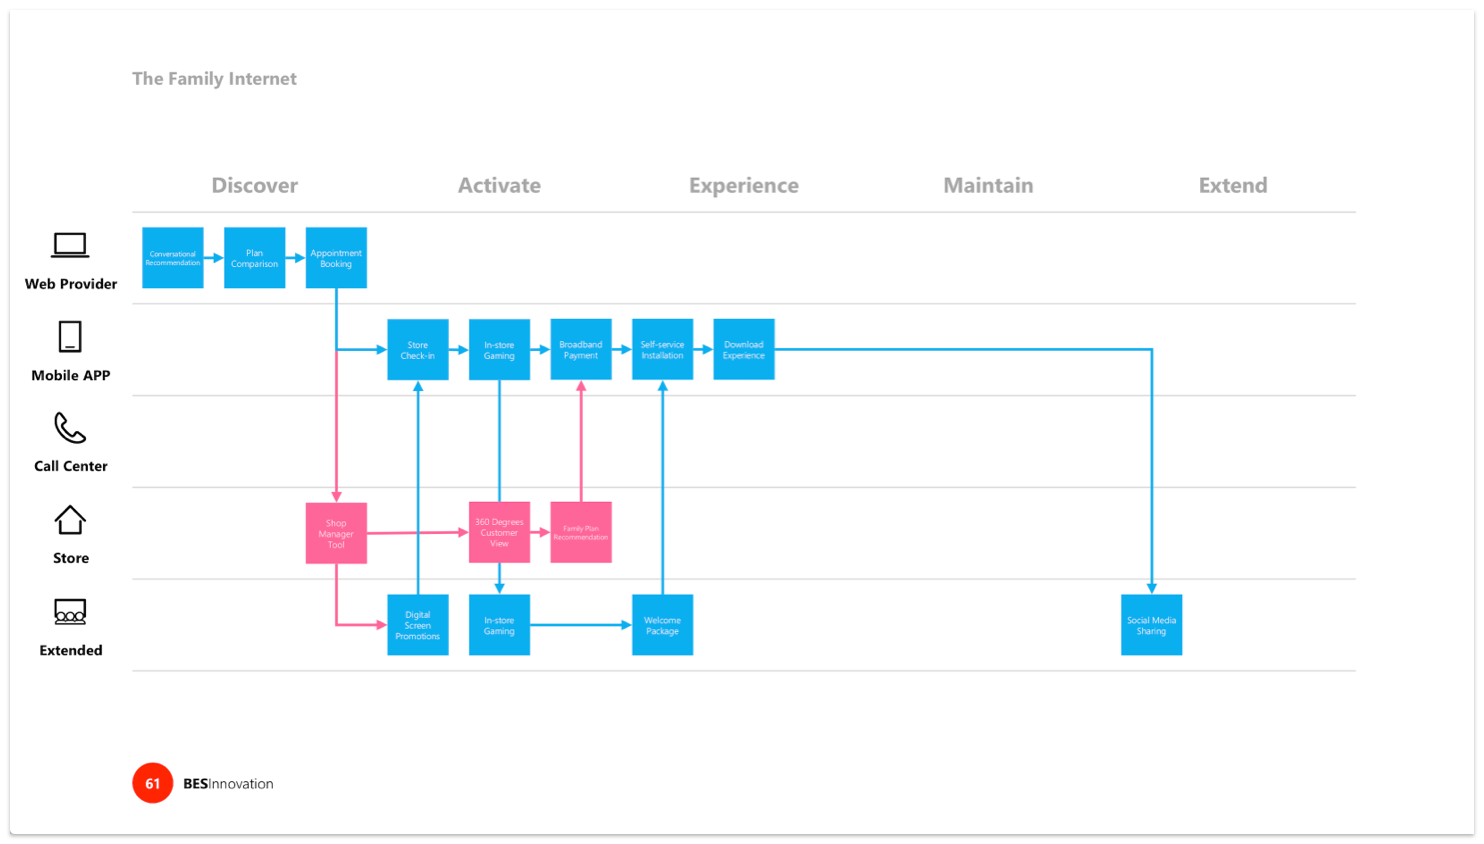 The Family Internet
Discover
Activate
Experience
Maintain
Extend
Web Provider
Conversational
Recommendation
Plan
Comparison
Appointment
Booking
Mobile APP
Store
Check-in
In-store
Gaming
Broadband
Payment
Self-service
Installation
Download
Experience
Call Center
Store
Shop
Manager
Tool
360 Degrees
Customer
View
Family Plan
Recommendation
Extended
Digital
Screen
Promotions
In-store
Gaming
Welcome
Package
Social Media
Sharing
61
BESInnovation